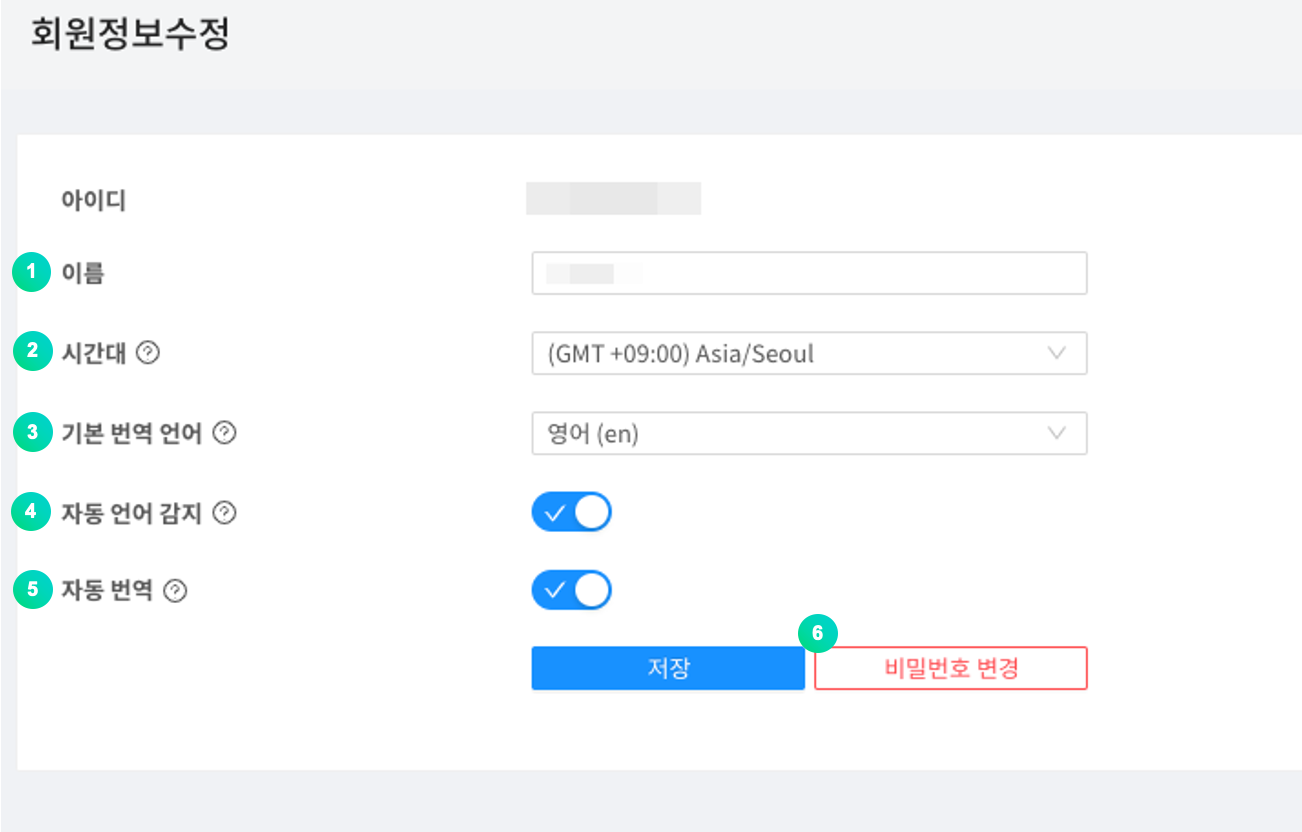 회원정보수정
아이디
1 이름
2 시간대 ?
(GMT +09:00) Asia/Seoul
3 기본 번역 언어 ?
영어 (en)
4 자동 언어 감지 ?
5 자동 번역 ?
6
저장
비밀번호 변경